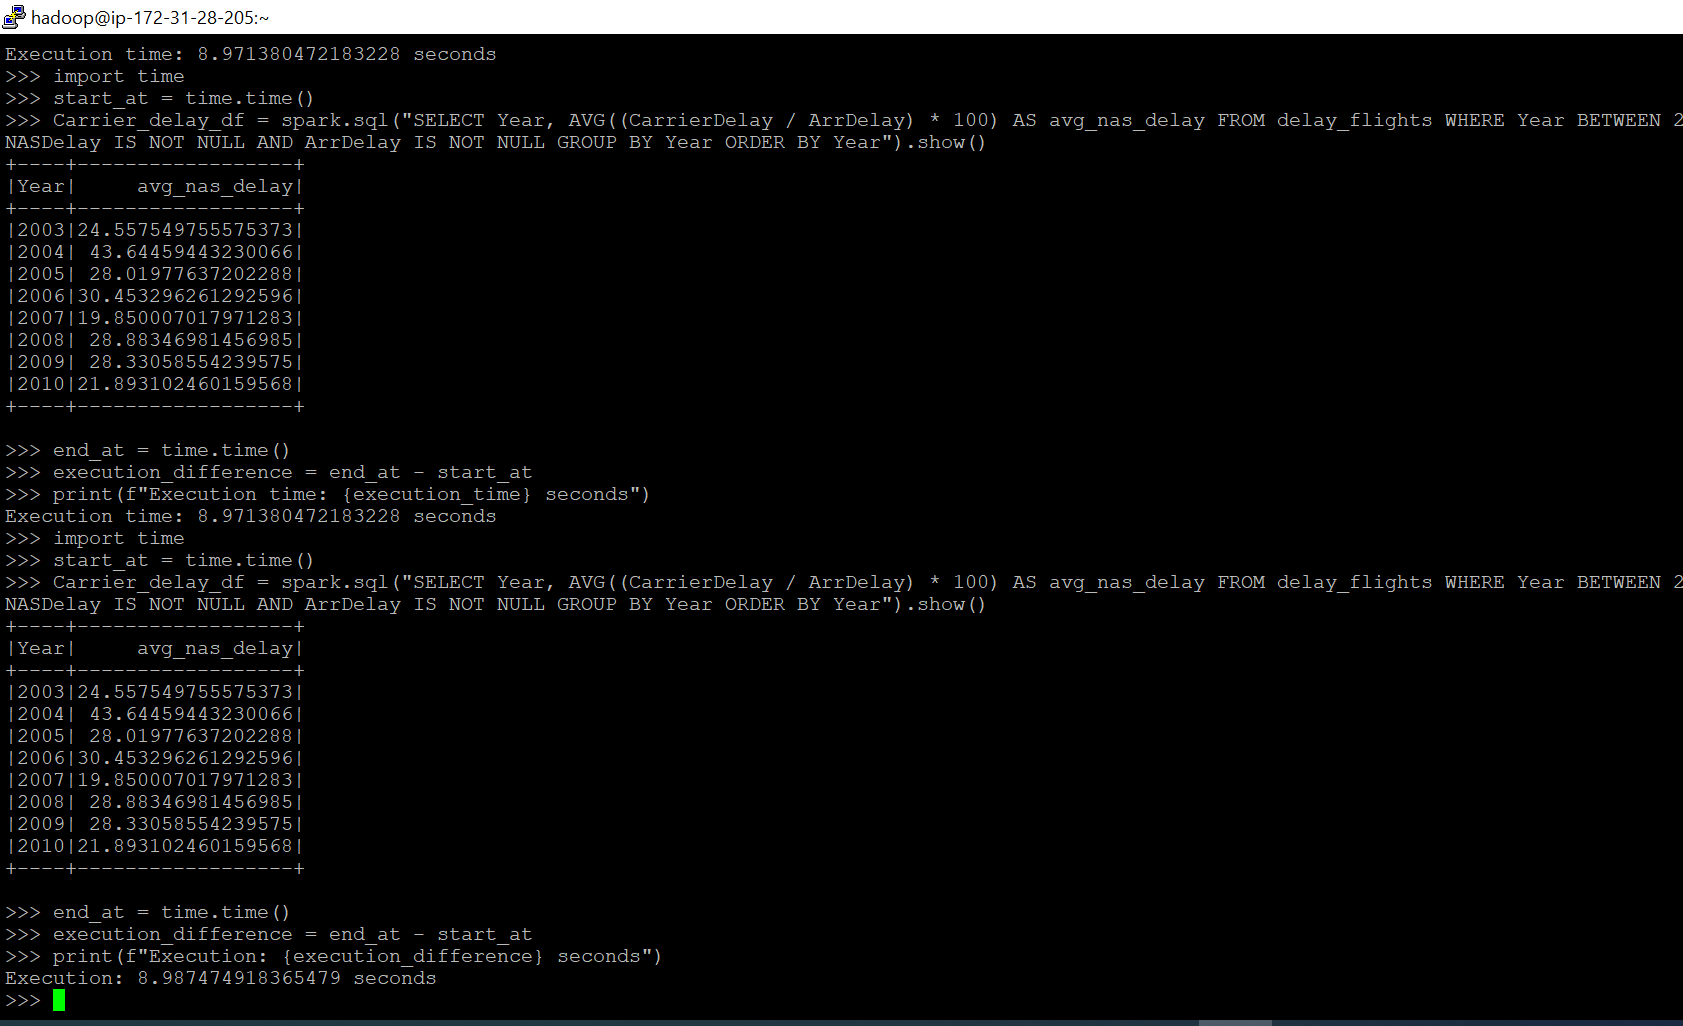 hadoop@ip-172-31-28-205:~
Execution time: 8.971380472183228 seconds
>>> import time
>>> start_at = time.time()
>>> Carrier_delay_df = spark.sql("SELECT Year, AVG((CarrierDelay / ArrDelay) * 100) AS avg_nas_delay FROM delay_flights WHERE Year BETWEEN 2
NASDelay IS NOT NULL AND ArrDelay IS NOT NULL GROUP BY Year ORDER BY Year").show()
+----+------------------+
|Year|     avg_nas_delay|
+----+------------------+
|2003|24.557549755575373|
|2004| 43.64459443230066|
|2005| 28.01977637202288|
|2006|30.453296261292596|
|2007|19.850007017971283|
|2008| 28.88346981456985|
|2009| 28.33058554239575|
|2010|21.893102460159568|
+----+------------------+
>>> end_at = time.time()
>>> execution_difference = end_at - start_at
>>> print(f"Execution time: {execution_time} seconds")
Execution time: 8.971380472183228 seconds
>>> import time
>>> start_at = time.time()
>>> Carrier_delay_df = spark.sql("SELECT Year, AVG((CarrierDelay / ArrDelay) * 100) AS avg_nas_delay FROM delay_flights WHERE Year BETWEEN 2
NASDelay IS NOT NULL AND ArrDelay IS NOT NULL GROUP BY Year ORDER BY Year").show()
+----+------------------+
|Year|     avg_nas_delay|
+----+------------------+
|2003|24.557549755575373|
|2004| 43.64459443230066|
|2005| 28.01977637202288|
|2006|30.453296261292596|
|2007|19.850007017971283|
|2008| 28.88346981456985|
|2009| 28.33058554239575|
|2010|21.893102460159568|
+----+------------------+
>>> end_at = time.time()
>>> execution_difference = end_at - start_at
>>> print(f"Execution: {execution_difference} seconds")
Execution: 8.987474918365479 seconds
>>>